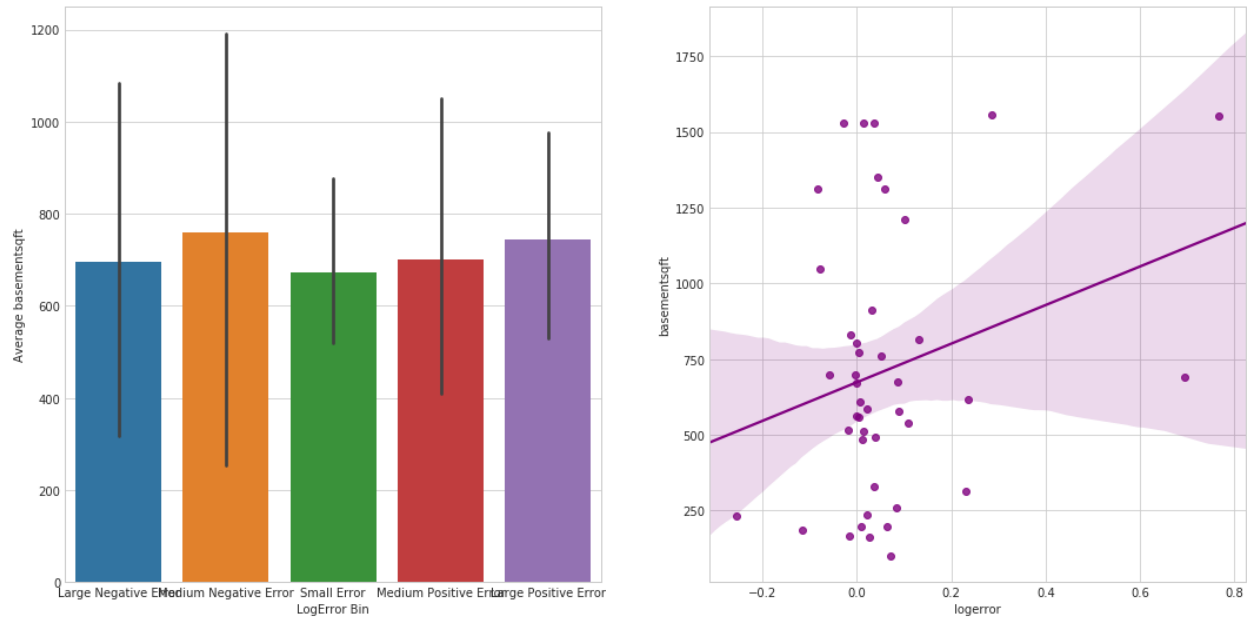 1200
1000
800
600
400
200
0
Average basementsqft
Large Negative Error
Medium Negative Error
Small Error
Medium Positive Error
Large Positive Error
LogError Bin
1750
1500
1250
1000
750
500
250
basementsqft
−0.2
0.0
0.2
0.4
0.6
0.8
logerror